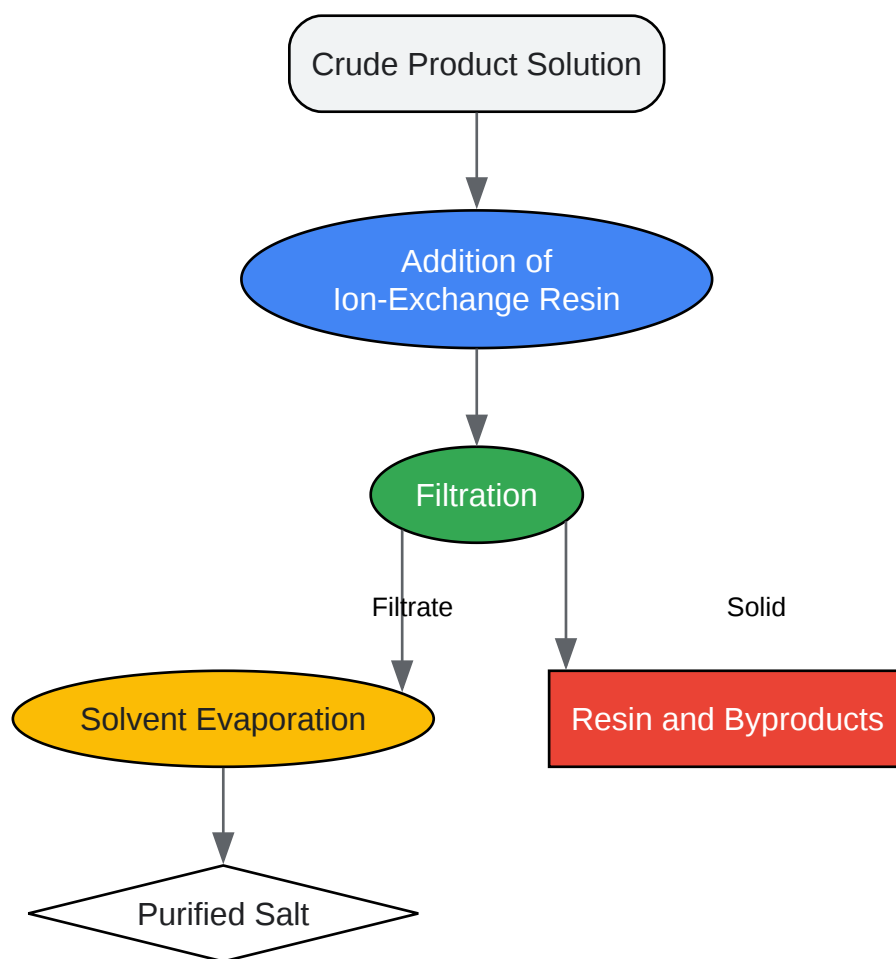 Crude Product Solution
Addition of
Ion-Exchange Resin
Filtration
Filtrate
Solid
Solvent Evaporation
Resin and Byproducts
Purified Salt